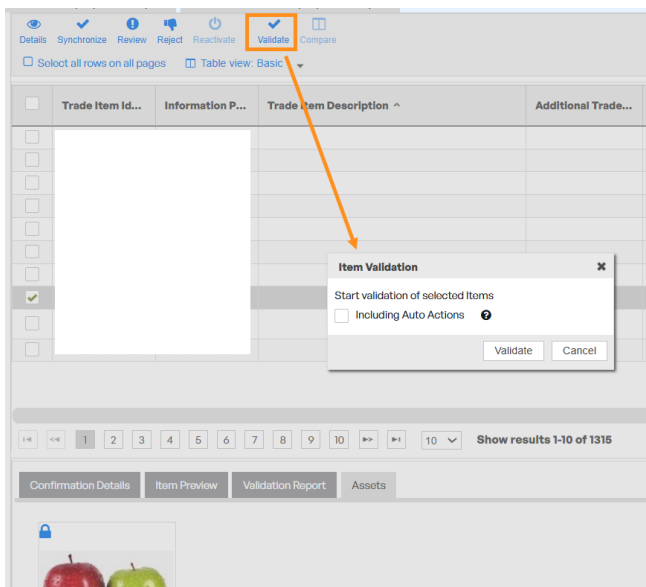 Details Synchronize Review Reject Reactivate Validate Compare
Select all rows on all pages Table view: Basic
Trade Item Id... Information P... Trade Item Description Additional Trade...
Item Validation
Start validation of selected Items
Including Auto Actions
Validate Cancel
1 2 3 4 5 6 7 8 9 10 10 Show results 1-10 of 1315
Confirmation Details Item Preview Validation Report Assets